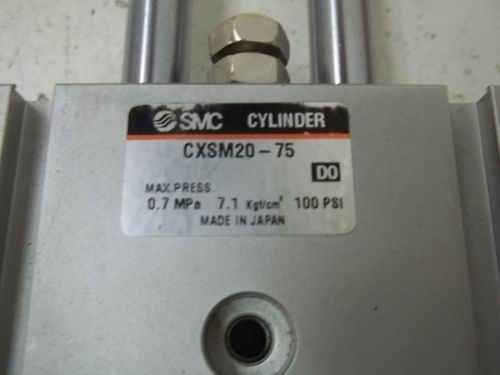 SMC CYLINDER
CXSM20-75
DO
MAX.PRESS.
0.7 MPa 7.1 Kgf/cm² 100 PSI
MADE IN JAPAN